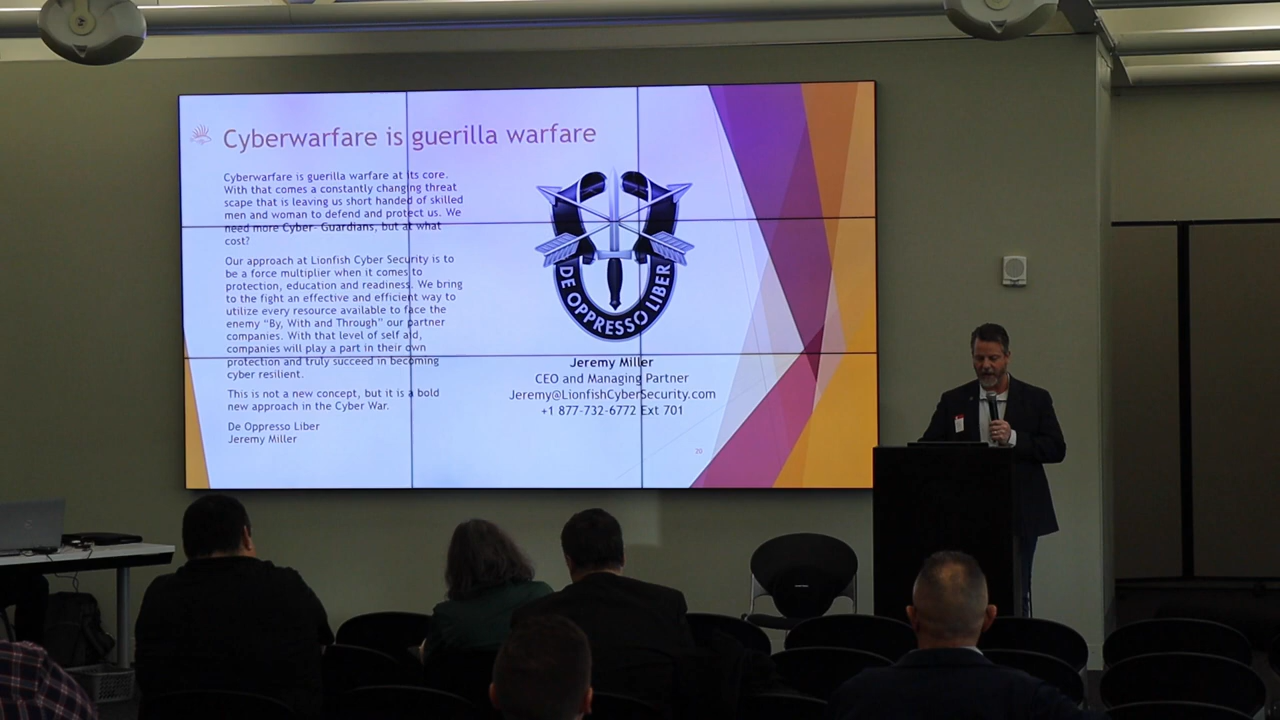 Cyberwarfare is guerilla warfare
Cyberwarfare is guerilla warfare at its core.
With that comes a constantly changing threat
scape that is leaving us short handed of skilled
men and woman to defend and protect us. We
need more Cyber- Guardians, but at what
cost?
Our approach at Lionfish Cyber Security is to
be a force multiplier when it comes to
protection, education and readiness. We bring
to the fight an effective and efficient way to
utilize every resource available to face the
enemy “By, With and Through” our partner
companies. With that level of self aid,
companies will play a part in their own
protection and truly succeed in becoming
cyber resilient.
This is not a new concept, but it is a bold
new approach in the Cyber War.
De Oppresso Liber
Jeremy Miller
DE OPPRESSO LIBER
Jeremy Miller
CEO and Managing Partner
Jeremy@LionfishCyberSecurity.com
+1 877-732-6772 Ext 701
20